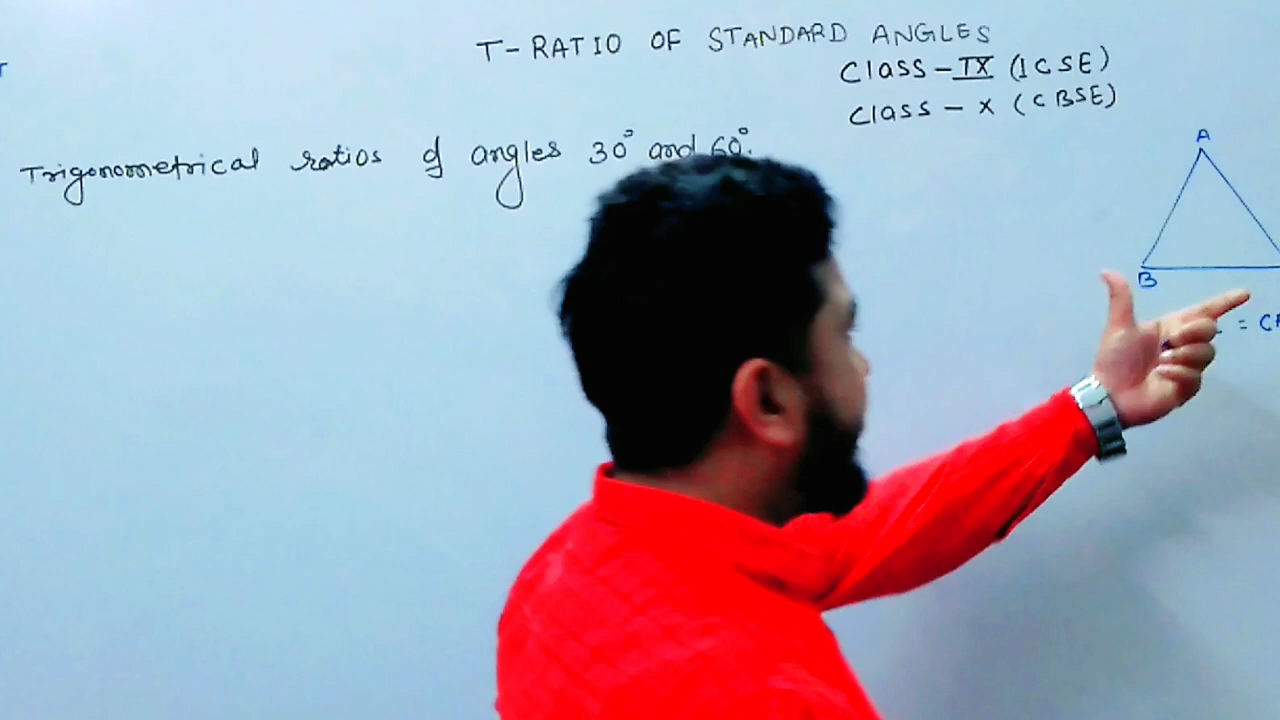 T-RATIO OF STANDARD ANGLES
Class-IX (ICSE)
Class - X (CBSE)
Trigonometrical ratios of angles 30° and 60°.
A
B